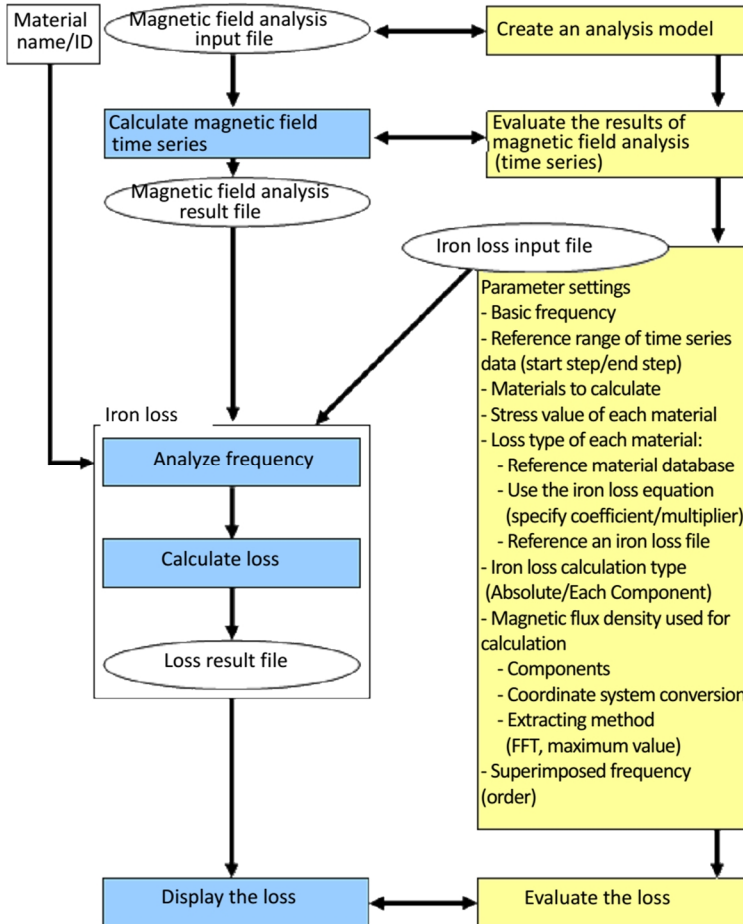 Material
name/ID
Magnetic field analysis
input file
Create an analysis model
Calculate magnetic field
time series
Evaluate the results of
magnetic field analysis
(time series)
Magnetic field analysis
result file
Iron loss input file
Parameter settings
- Basic frequency
- Reference range of time series
data (start step/end step)
- Materials to calculate
- Stress value of each material
- Loss type of each material:
- Reference material database
- Use the iron loss equation
(specify coefficient/multiplier)
- Reference an iron loss file
- Iron loss calculation type
(Absolute/Each Component)
- Magnetic flux density used for
calculation
- Components
- Coordinate system conversion
- Extracting method
(FFT, maximum value)
- Superimposed frequency
(order)
Iron loss
Analyze frequency
Calculate loss
Loss result file
Display the loss
Evaluate the loss